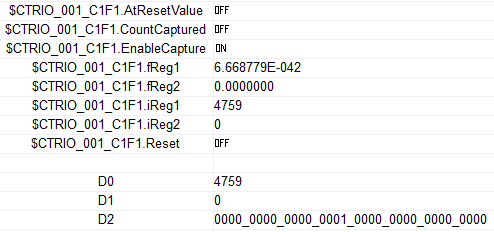 $CTRIO_001_C1F1.AtResetValue OFF
$CTRIO_001_C1F1.CountCaptured OFF
$CTRIO_001_C1F1.EnableCapture ON
$CTRIO_001_C1F1.fReg1 6.668779E-042
$CTRIO_001_C1F1.fReg2 0.0000000
$CTRIO_001_C1F1.iReg1 4759
$CTRIO_001_C1F1.iReg2 0
$CTRIO_001_C1F1.Reset OFF
D0 4759
D1 0
D2 0000_0000_0000_0001_0000_0000_0000_0000